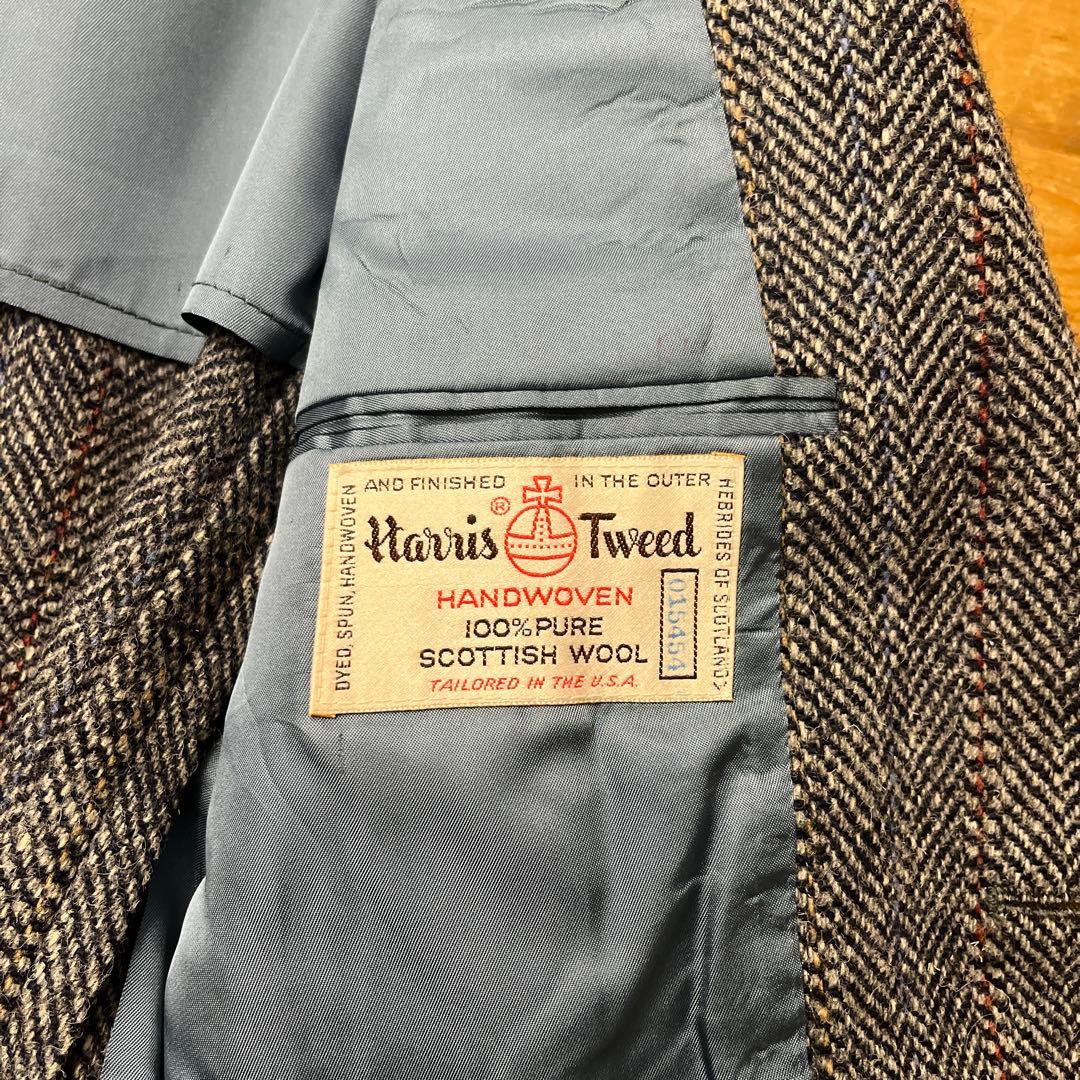 DYED, SPUN, HANDWOVEN
AND FINISHED IN THE OUTER
HEBRIDES OF SCOTLAND
Harris ® Tweed
HANDWOVEN
100% PURE
SCOTTISH WOOL
TAILORED IN THE U.S.A.
015454